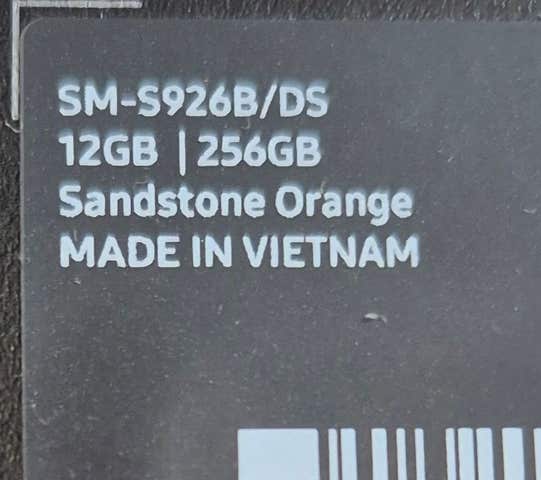 SM-S926B/DS
12GB | 256GB
Sandstone Orange
MADE IN VIETNAM